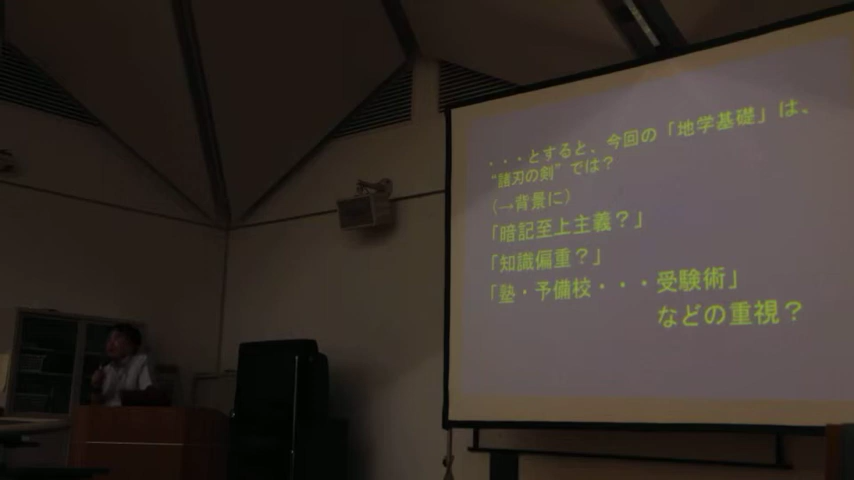 ・・・とすると、今回の「地学基礎」は、
“諸刃の剣”では？
（→背景に）
「暗記至上主義？」
「知識偏重？」
「塾・予備校・・・受験術」
などの重視？